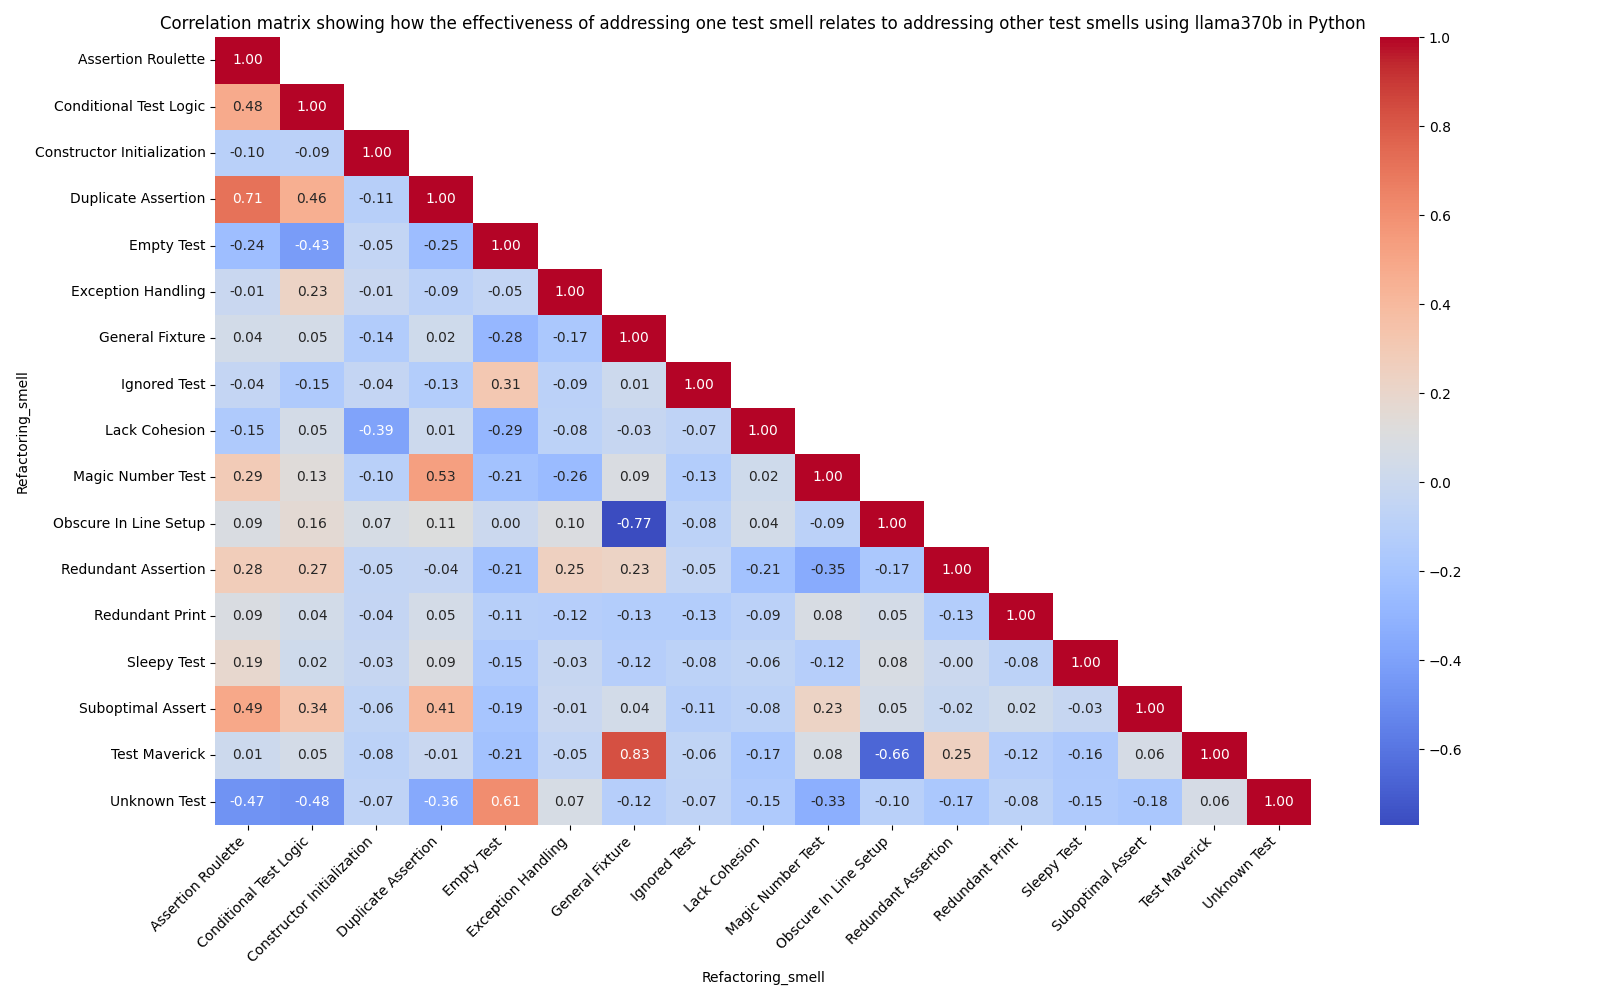 Correlation matrix showing how the effectiveness of addressing one test smell relates to addressing other test smells using llama370b in Python
Assertion Roulette 1.00
Conditional Test Logic 0.48 1.00
Constructor Initialization -0.10 -0.09 1.00
Duplicate Assertion 0.71 0.46 -0.11 1.00
Empty Test -0.24 -0.43 -0.05 -0.25 1.00
Exception Handling -0.01 0.23 -0.01 -0.09 -0.05 1.00
General Fixture 0.04 0.05 -0.14 0.02 -0.28 -0.17 1.00
Ignored Test -0.04 -0.15 -0.04 -0.13 0.31 -0.09 0.01 1.00
Lack Cohesion -0.15 0.05 -0.39 0.01 -0.29 -0.08 -0.03 -0.07 1.00
Magic Number Test 0.29 0.13 -0.10 0.53 -0.21 -0.26 0.09 -0.13 0.02 1.00
Obscure In Line Setup 0.09 0.16 0.07 0.11 0.00 0.10 -0.77 -0.08 0.04 -0.09 1.00
Redundant Assertion 0.28 0.27 -0.05 -0.04 -0.21 0.25 0.23 -0.05 -0.21 -0.35 -0.17 1.00
Redundant Print 0.09 0.04 -0.04 0.05 -0.11 -0.12 -0.13 -0.13 -0.09 0.08 0.05 -0.13 1.00
Sleepy Test 0.19 0.02 -0.03 0.09 -0.15 -0.03 -0.12 -0.08 -0.06 -0.12 0.08 -0.00 -0.08 1.00
Suboptimal Assert 0.49 0.34 -0.06 0.41 -0.19 -0.01 0.04 -0.11 -0.08 0.23 0.05 -0.02 0.02 -0.03 1.00
Test Maverick 0.01 0.05 -0.08 -0.01 -0.21 -0.05 0.83 -0.06 -0.17 0.08 -0.66 0.25 -0.12 -0.16 0.06 1.00
Unknown Test -0.47 -0.48 -0.07 -0.36 0.61 0.07 -0.12 -0.07 -0.15 -0.33 -0.10 -0.17 -0.08 -0.15 -0.18 0.06 1.00
Refactoring_smell
Assertion Roulette
Conditional Test Logic
Constructor Initialization
Duplicate Assertion
Empty Test
Exception Handling
General Fixture
Ignored Test
Lack Cohesion
Magic Number Test
Obscure In Line Setup
Redundant Assertion
Redundant Print
Sleepy Test
Suboptimal Assert
Test Maverick
Unknown Test
Refactoring_smell
1.0
0.8
0.6
0.4
0.2
0.0
−0.2
−0.4
−0.6